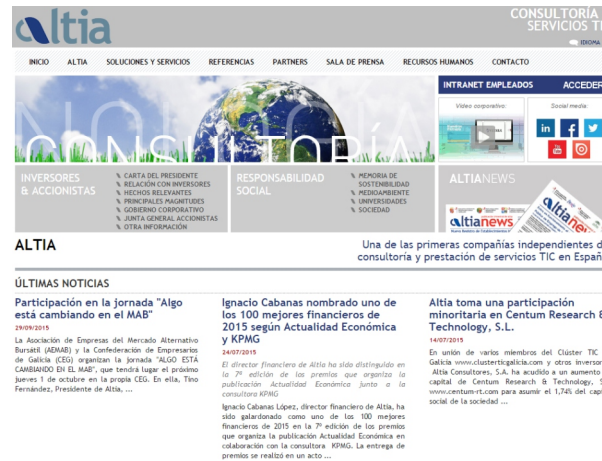 altia
CONSULTORÍA
SERVICIOS TI
IDIOMA
INICIO ALTIA SOLUCIONES Y SERVICIOS REFERENCIAS PARTNERS SALA DE PRENSA RECURSOS HUMANOS CONTACTO
CONSULTORÍA
INTRANET EMPLEADOS ACCEDER
Vídeo corporativo:
Social media:
INVERSORES
& ACCIONISTAS
CARTA DEL PRESIDENTE
RELACIÓN CON INVERSORES
HECHOS RELEVANTES
PRINCIPALES MAGNITUDES
GOBIERNO CORPORATIVO
JUNTA GENERAL ACCIONISTAS
OTRA INFORMACIÓN
RESPONSABILIDAD
SOCIAL
MEMORIA DE
SOSTENIBILIDAD
MEDIOAMBIENTE
UNIVERSIDADES
SOCIEDAD
ALTIANEWS
altianews
ALTIA
Una de las primeras compañías independientes d
consultoría y prestación de servicios TIC en Españ
ÚLTIMAS NOTICIAS
Participación en la jornada "Algo
está cambiando en el MAB"
29/09/2015
La Asociación de Empresas del Mercado Alternativo
Bursátil (AEMAB) y la Confederación de Empresarios
de Galicia (CEG) organizan la jornada "ALGO ESTÁ
CAMBIANDO EN EL MAB", que tendrá lugar el próximo
jueves 1 de octubre en la propia CEG. En ella, Tino
Fernández, Presidente de Altia, ...
Ignacio Cabanas nombrado uno de
los 100 mejores financieros de
2015 según Actualidad Económica
y KPMG
24/07/2015
El director financiero de Altia ha sido distinguido en
la 7ª edición de los premios que organiza la
publicación Actualidad Económica junto a la
consultora KPMG
Ignacio Cabanas López, director financiero de Altia, ha
sido galardonado como uno de los 100 mejores
financieros de 2015 en la 7ª edición de los premios
que organiza la publicación Actualidad Económica en
colaboración con la consultora KPMG. La entrega de
premios se realizó en un acto ...
Altia toma una participación
minoritaria en Centum Research &
Technology, S.L.
14/07/2015
En unión de varios miembros del Clúster TIC
Galicia www.clusterticgalicia.com y otros inversor
Altia Consultores, S.A. ha acudido a un aumento
capital de Centum Research & Technology, S
www.centum-rt.com para asumir el 1,74% del capi
social de la sociedad ...